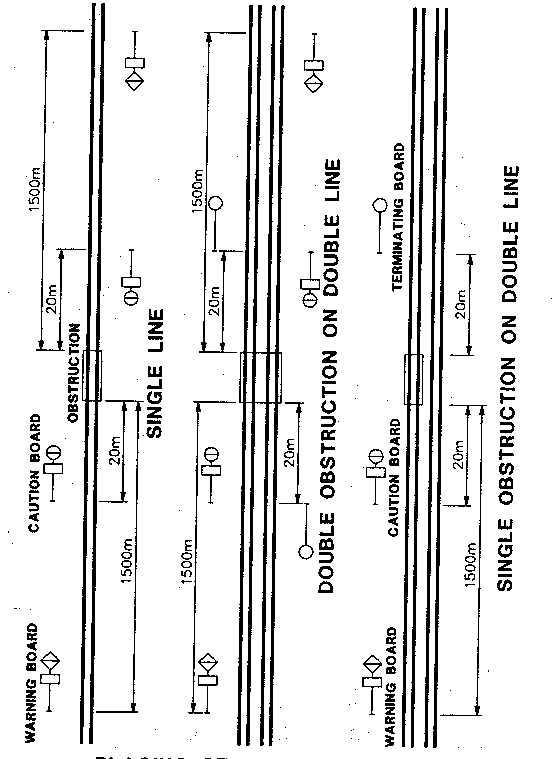 1500m
20m
OBSTRUCTION
SINGLE LINE
CAUTION BOARD
20m
1500m
WARNING BOARD
1500m
20m
20m
1500m
DOUBLE OBSTRUCTION ON DOUBLE LINE
TERMINATING BOARD
20m
CAUTION BOARD
20m
1500m
WARNING BOARD
SINGLE OBSTRUCTION ON DOUBLE LINE